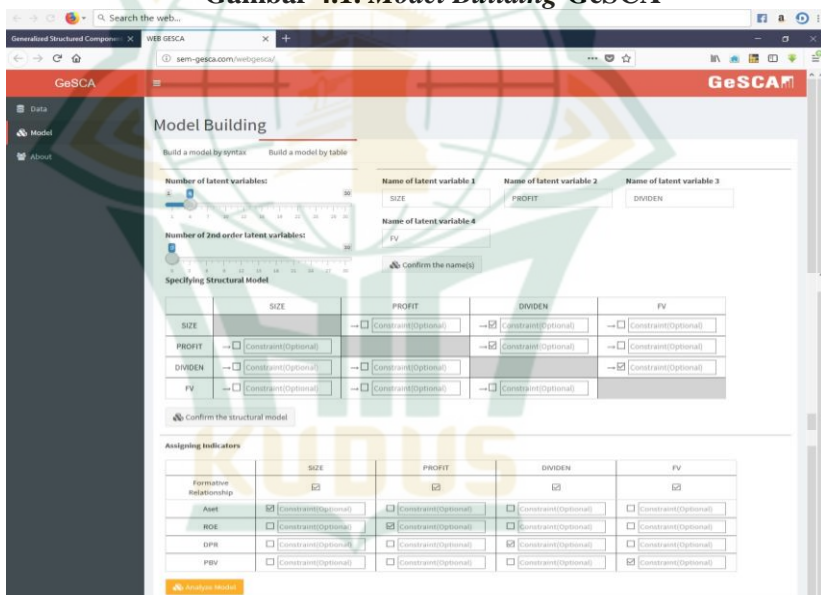 Gambar 4.1. Model Building GeSCA
Search the web...
Generalized Structured Componen
WEB GESCA
sem-gesca.com/webgesca/
GeSCA
GeSCA
Data
Model
About
Model Building
Build a model by syntax Build a model by table
Number of latent variables:
Name of latent variable 1 Name of latent variable 2 Name of latent variable 3
SIZE PROFIT DIVIDEN
Name of latent variable 4
FV
Number of 2nd order latent variables:
Confirm the name(s)
Specifying Structural Model
SIZE PROFIT DIVIDEN FV
SIZE → Constraint(Optional) → Constraint(Optional) → Constraint(Optional)
PROFIT → Constraint(Optional) → Constraint(Optional) → Constraint(Optional)
DIVIDEN → Constraint(Optional) → Constraint(Optional) → Constraint(Optional)
FV → Constraint(Optional) → Constraint(Optional) → Constraint(Optional)
Confirm the structural model
Assigning Indicators
SIZE PROFIT DIVIDEN FV
Formative
Relationship
Aset Constraint(Optional) Constraint(Optional) Constraint(Optional) Constraint(Optional)
ROE Constraint(Optional) Constraint(Optional) Constraint(Optional) Constraint(Optional)
DPR Constraint(Optional) Constraint(Optional) Constraint(Optional) Constraint(Optional)
PBV Constraint(Optional) Constraint(Optional) Constraint(Optional) Constraint(Optional)
Analyze Model
KUDUS